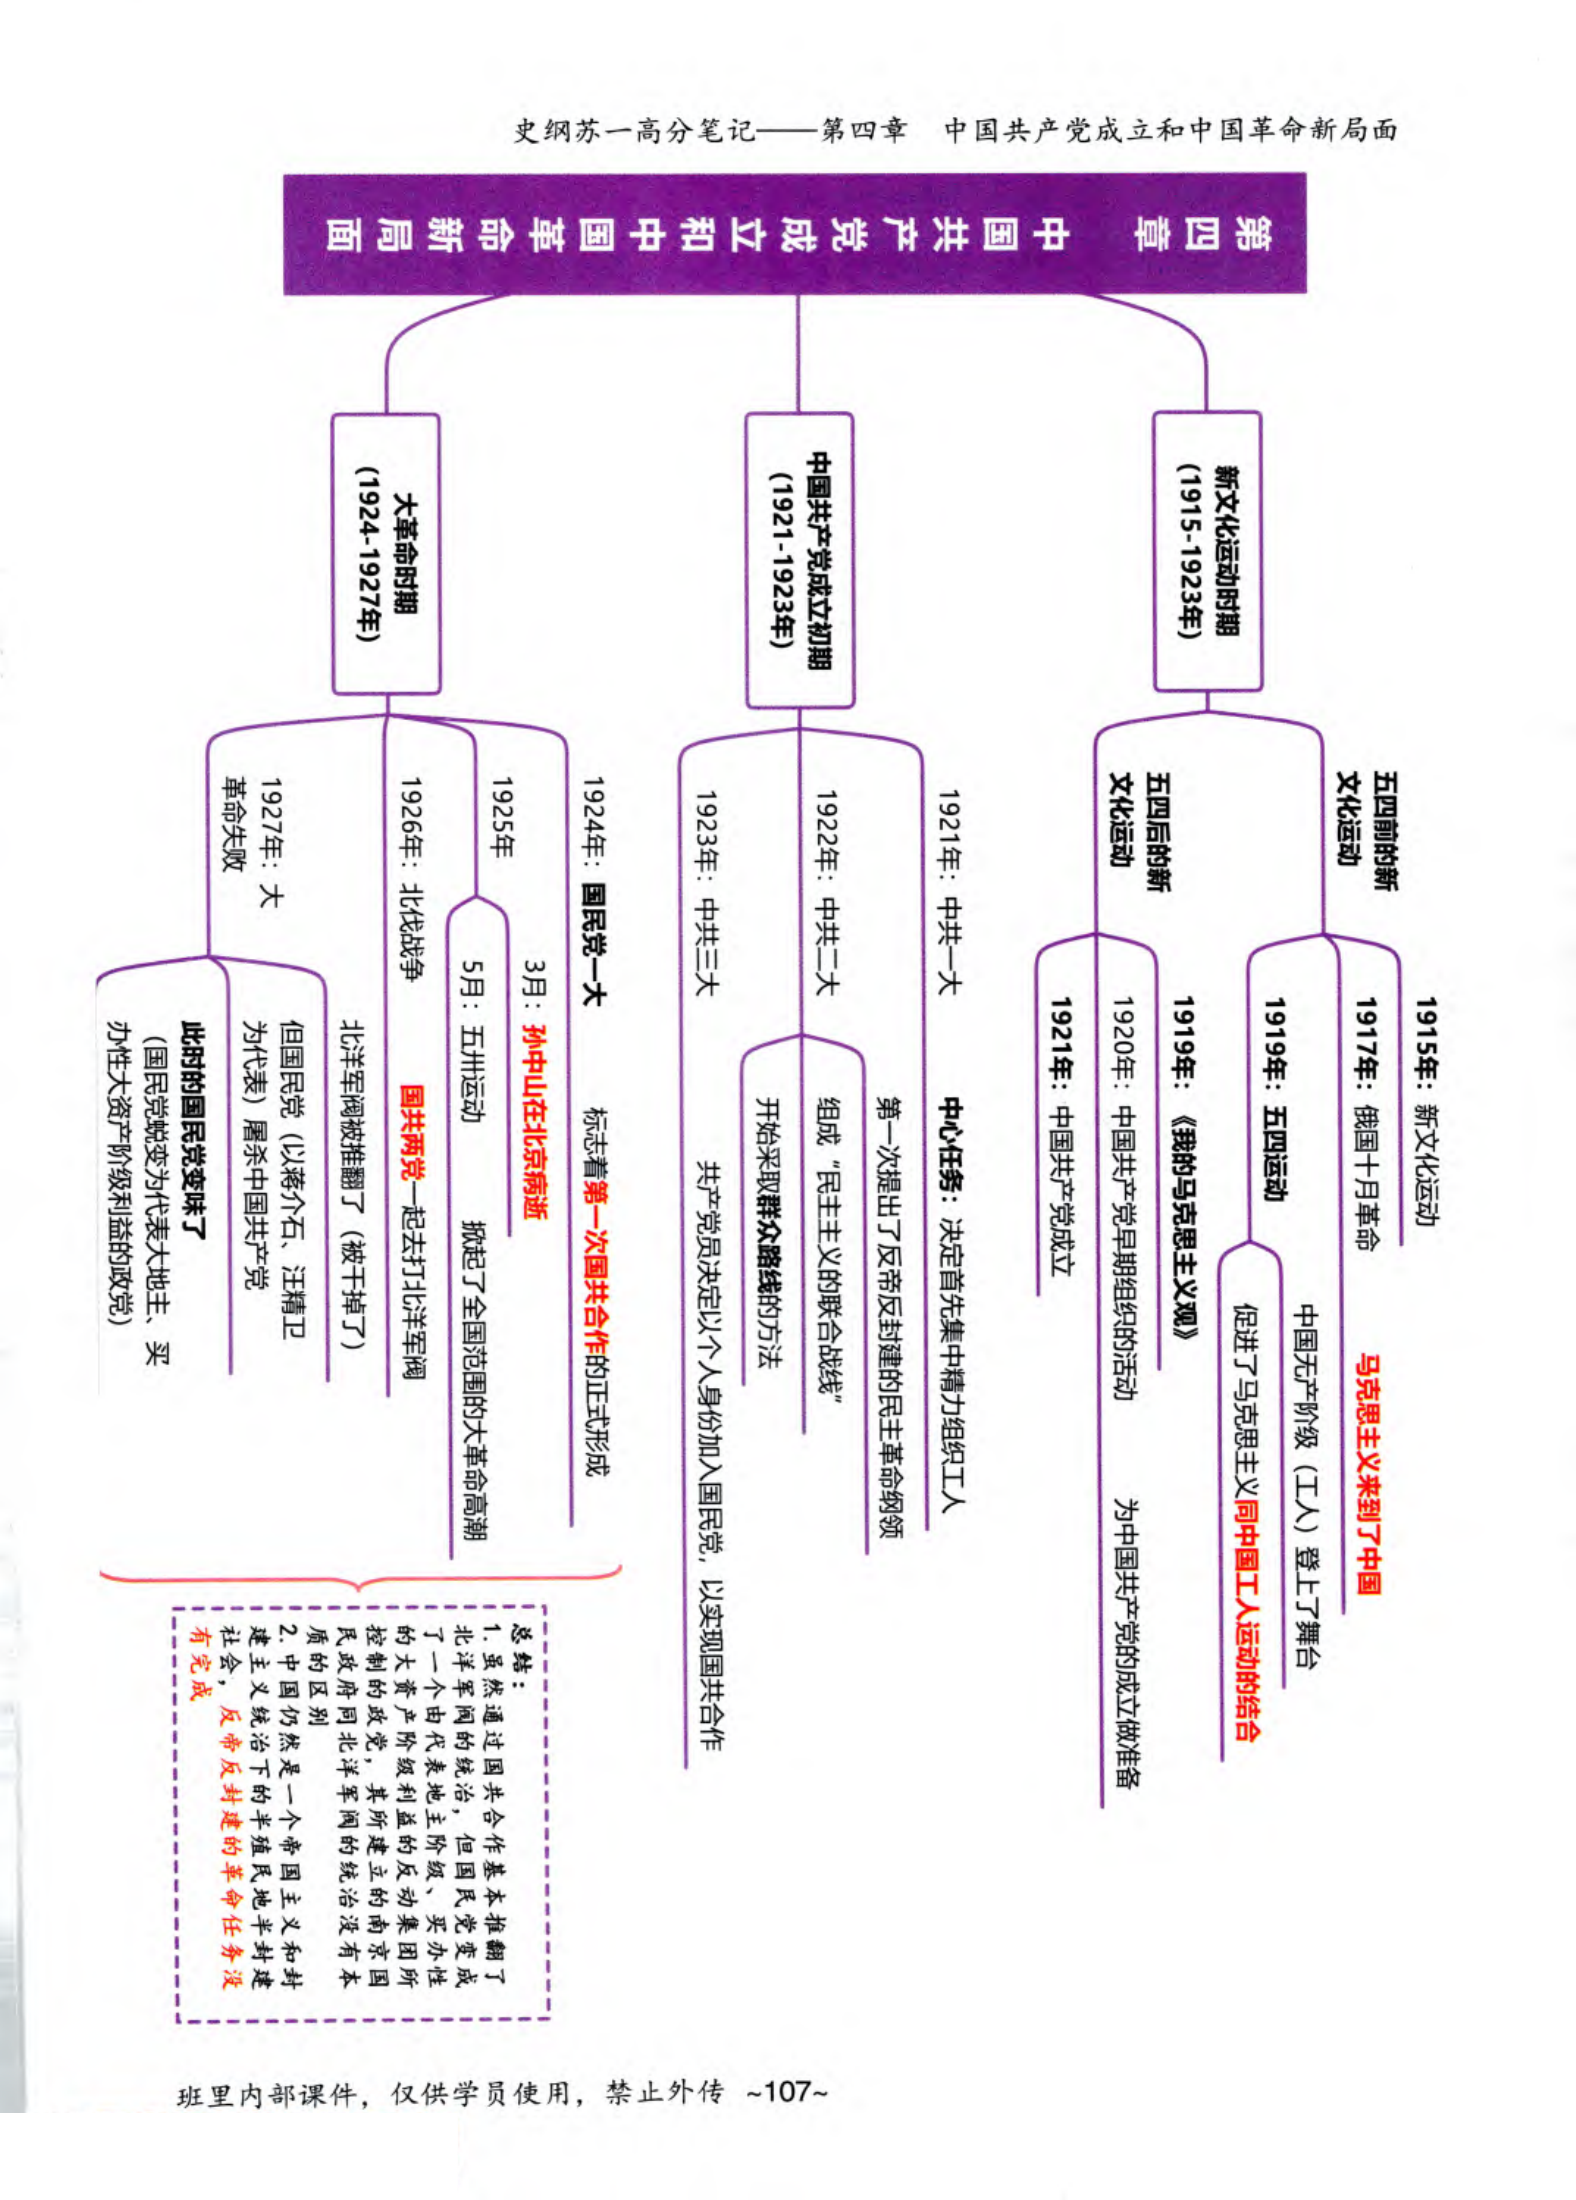 史纲苏一高分笔记——第四章 中国共产党成立和中国革命新局面
第四章 中国共产党成立和中国革命新局面
新文化运动时期
（1915-1923年）
五四前的新
文化运动
1915年：新文化运动
1917年：俄国十月革命 马克思主义来到了中国
1919年：五四运动
中国无产阶级（工人）登上了舞台
促进了马克思主义同中国工人运动的结合
五四后的新
文化运动
1919年：《我的马克思主义观》
1920年：中国共产党早期组织的活动 为中国共产党的成立做准备
1921年：中国共产党成立
中国共产党成立初期
（1921-1923年）
1921年：中共一大 中心任务：决定首先集中精力组织工人
1922年：中共二大
第一次提出了反帝反封建的民主革命纲领
组成“民主主义的联合战线”
开始采取群众路线的方法
1923年：中共三大 共产党员决定以个人身份加入国民党，以实现国共合作
大革命时期
（1924-1927年）
1924年：国民党一大 标志着第一次国共合作的正式形成
1925年
3月：孙中山在北京病逝
5月：五卅运动 掀起了全国范围的大革命高潮
1926年：北伐战争 国共两党一起去打北洋军阀
1927年：大
革命失败
北洋军阀被推翻了（被干掉了）
但国民党（以蒋介石、汪精卫
为代表）屠杀中国共产党
此时的国民党变味了
（国民党蜕变为代表大地主、买
办性大资产阶级利益的政党）
总结：
1. 虽然通过国共合作基本推翻了
北洋军阀的统治，但国民党变成
了一个由代表地主阶级、买办性
的大资产阶级利益的反动集团所
控制的政党，其所建立的南京国
民政府同北洋军阀的统治没有本
质的区别
2. 中国仍然是一个帝国主义和封
建主义统治下的半殖民地半封建
社会，反帝反封建的革命任务没
有完成
班里内部课件，仅供学员使用，禁止外传 ~107~